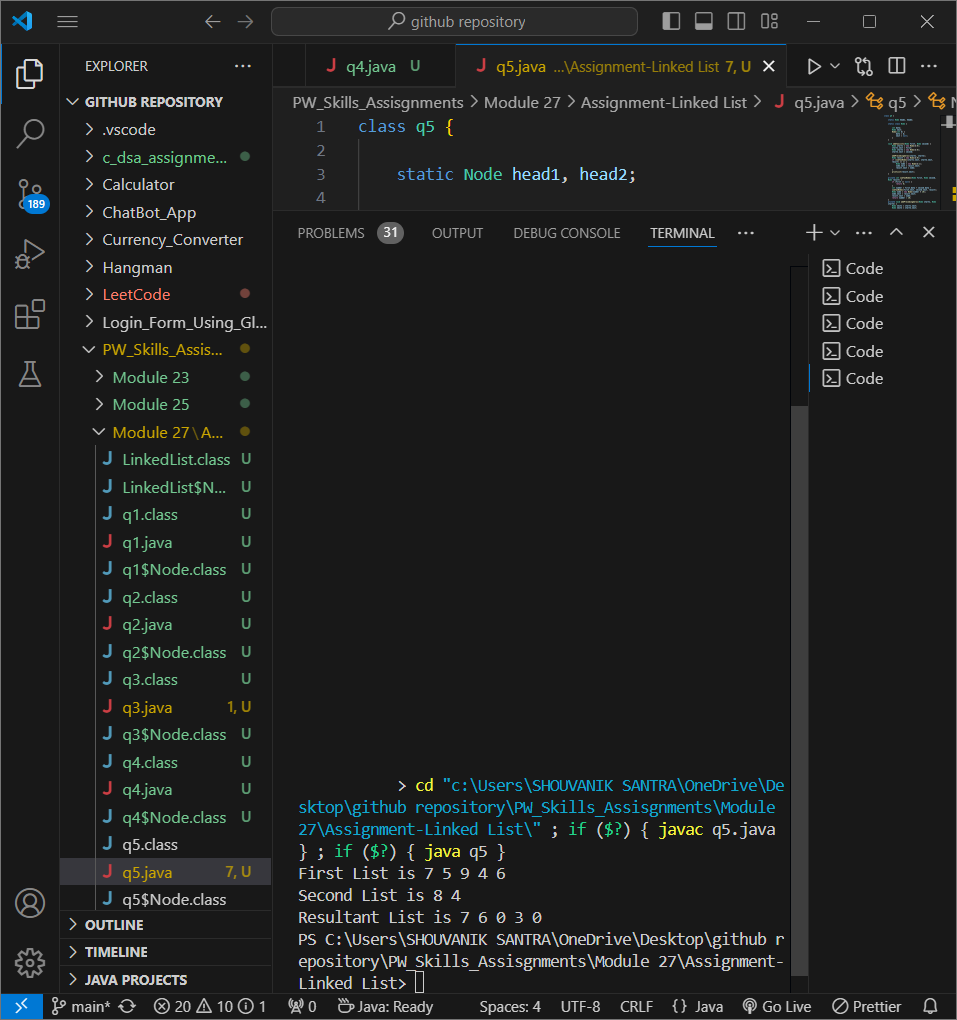 github repository
EXPLORER
GITHUB REPOSITORY
.vscode
c_dsa_assignme...
Calculator
ChatBot_App
Currency_Converter
Hangman
LeetCode
Login_Form_Using_Gl...
PW_Skills_Assis...
Module 23
Module 25
Module 27\A...
LinkedList.class U
LinkedList$N... U
q1.class U
q1.java U
q1$Node.class U
q2.class U
q2.java U
q2$Node.class U
q3.class U
q3.java 1, U
q3$Node.class U
q4.class U
q4.java U
q4$Node.class U
q5.class
q5.java 7, U
q5$Node.class
OUTLINE
TIMELINE
JAVA PROJECTS
189
q4.java U
q5.java ...\Assignment-Linked List 7, U
PW_Skills_Assisgnments > Module 27 > Assignment-Linked List > q5.java > q5 >
1 class q5 {
2
3 static Node head1, head2;
4
PROBLEMS 31 OUTPUT DEBUG CONSOLE TERMINAL
Code
Code
Code
Code
Code
> cd "c:\Users\SHOUVANIK SANTRA\OneDrive\De
sktop\github repository\PW_Skills_Assisgnments\Module
27\Assignment-Linked List\" ; if ($?) { javac q5.java
} ; if ($?) { java q5 }
First List is 7 5 9 4 6
Second List is 8 4
Resultant List is 7 6 0 3 0
PS C:\Users\SHOUVANIK SANTRA\OneDrive\Desktop\github r
epository\PW_Skills_Assisgnments\Module 27\Assignment-
Linked List>
main* 20 10 1 0 Java: Ready Spaces: 4 UTF-8 CRLF {} Java Go Live Prettier